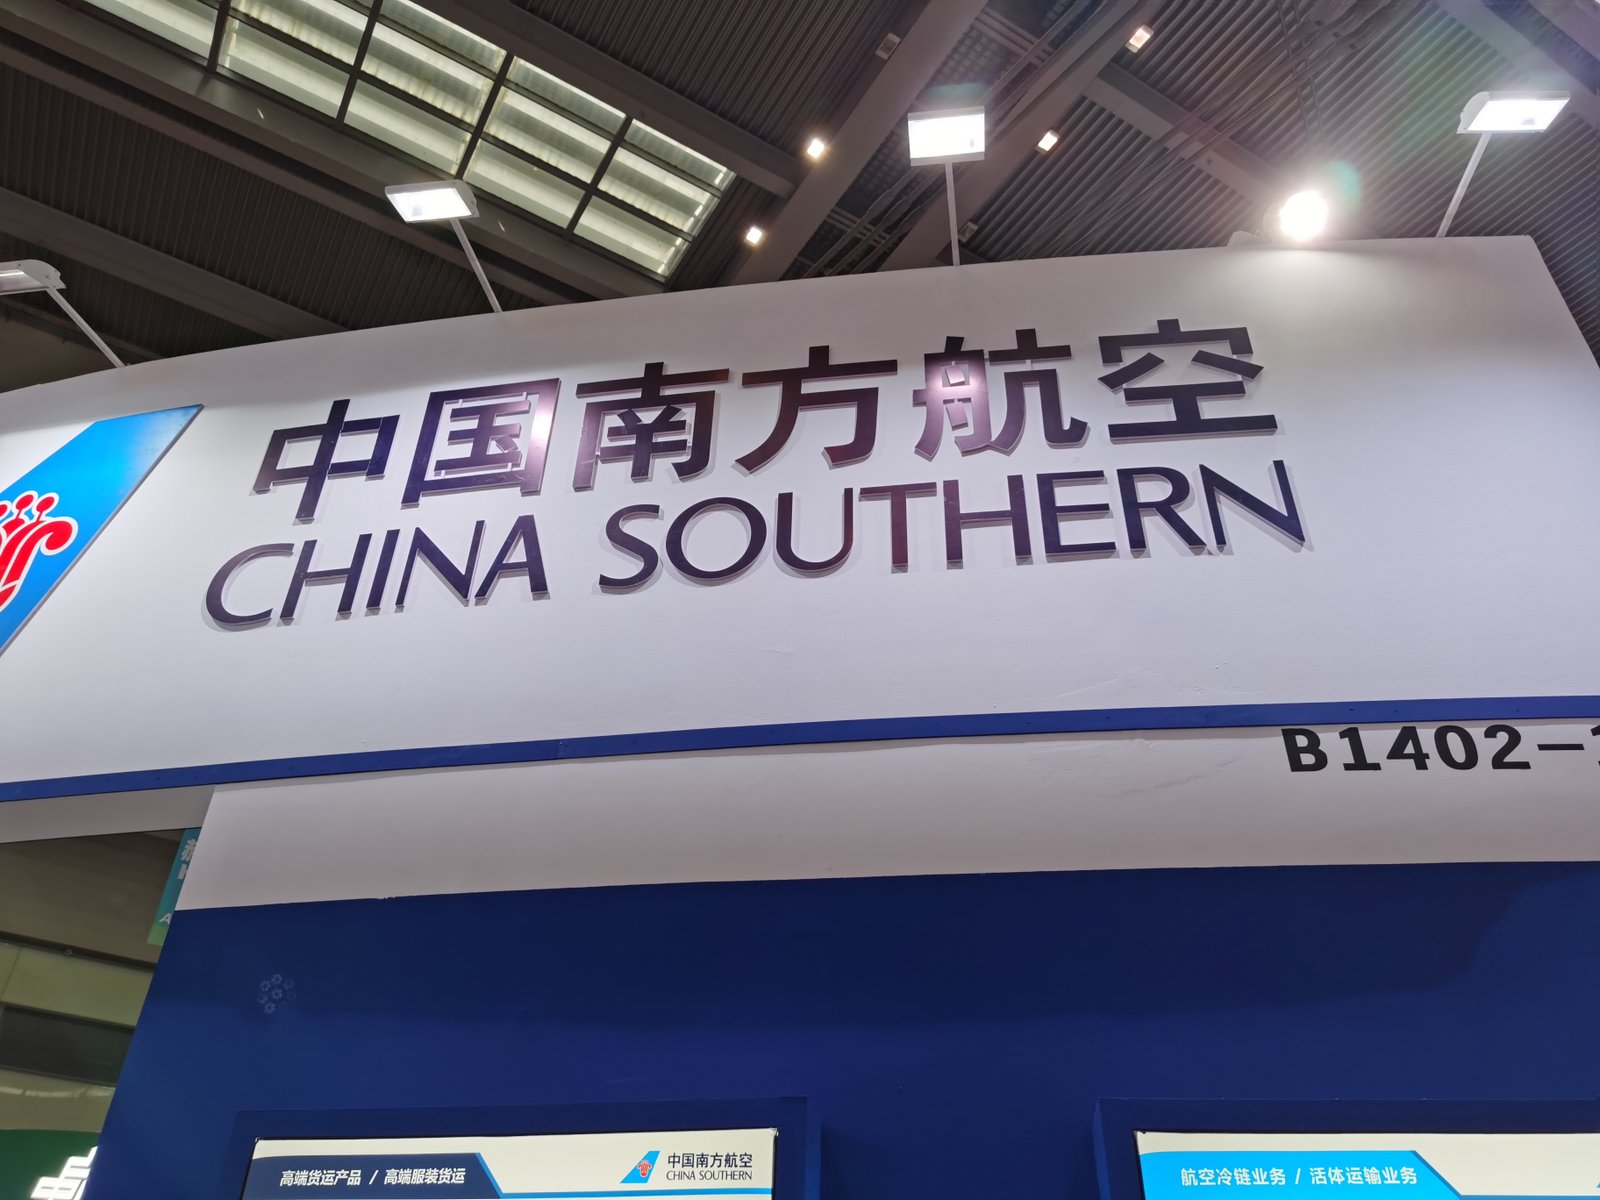 中国南方航空
CHINA SOUTHERN
B1402-
高端货运产品 / 高端服装货运
中国南方航空
CHINA SOUTHERN
航空冷链业务 / 活体运输业务